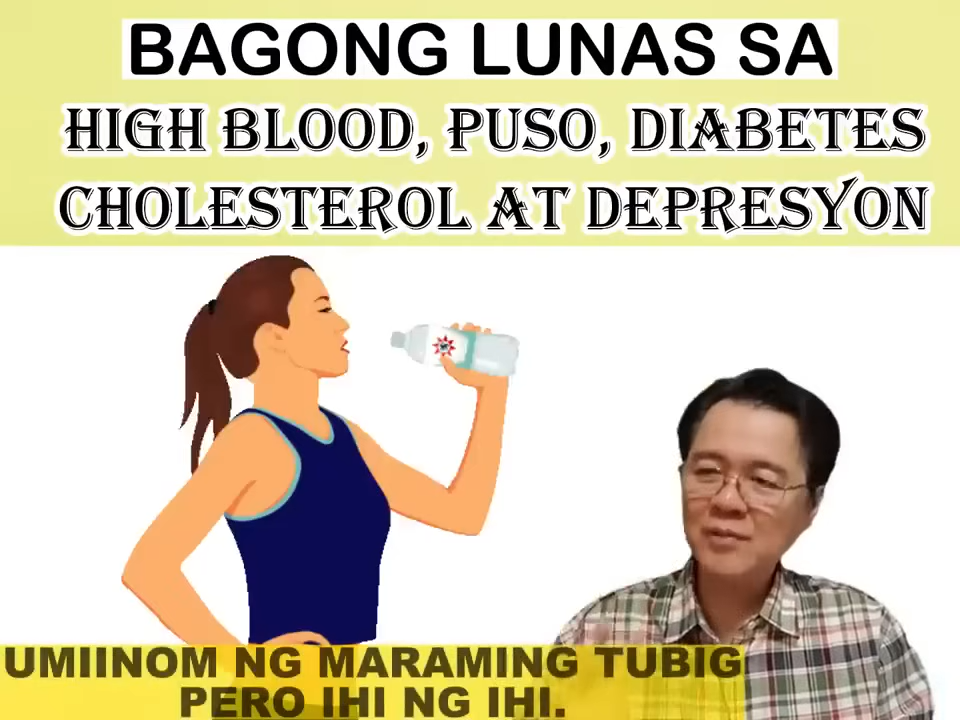 BAGONG LUNAS SA
HIGH BLOOD, PUSO, DIABETES
CHOLESTEROL AT DEPRESYON
UMIINOM NG MARAMING TUBIG
PERO IHI NG IHI.